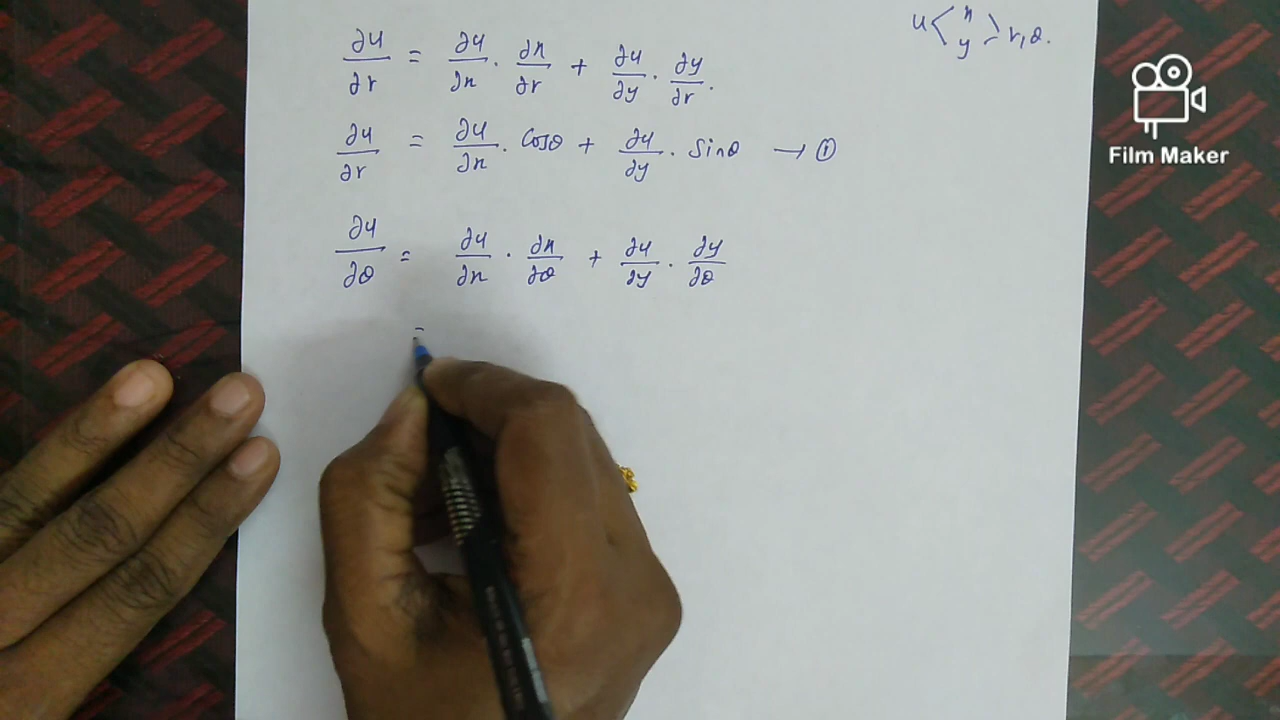 ∂u/∂r = ∂u/∂x · ∂x/∂r + ∂u/∂y · ∂y/∂r.
∂u/∂r = ∂u/∂x · Cosθ + ∂u/∂y · Sinθ → ①
∂u/∂θ = ∂u/∂x · ∂x/∂θ + ∂u/∂y · ∂y/∂θ
=
u < x y > r, θ.
Film Maker